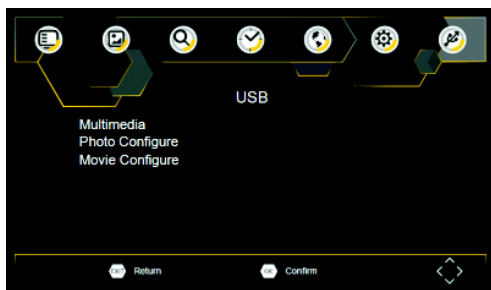 USB
Multimedia
Photo Configure
Movie Configure
EXIT Return OK Confirm